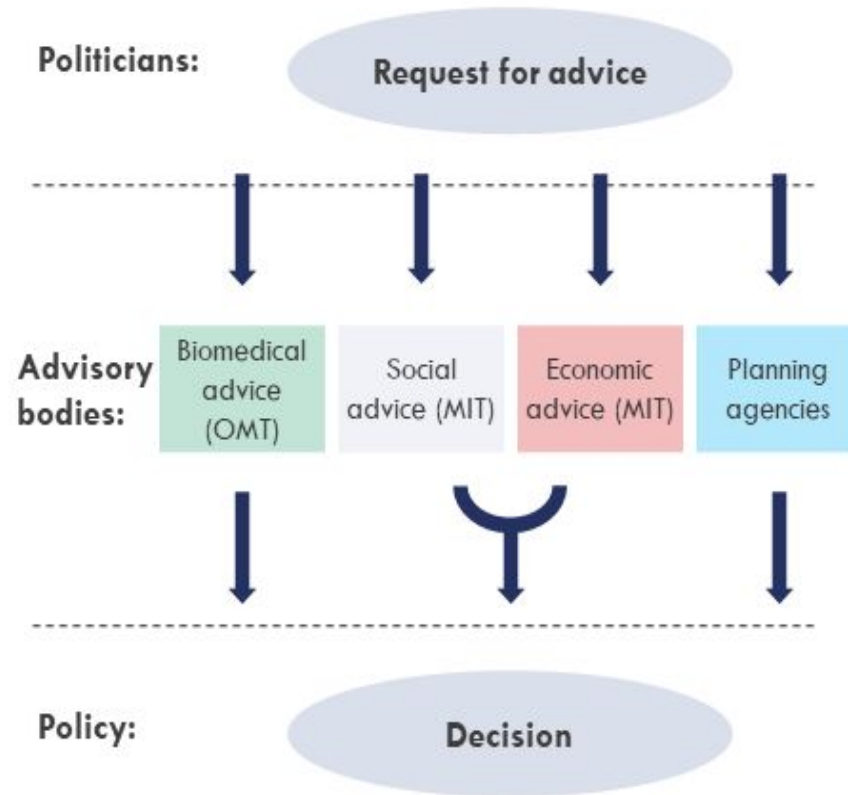 Politicians:
Request for advice
Advisory
bodies:
Biomedical
advice
(OMT)
Social
advice (MIT)
Economic
advice (MIT)
Planning
agencies
Policy:
Decision